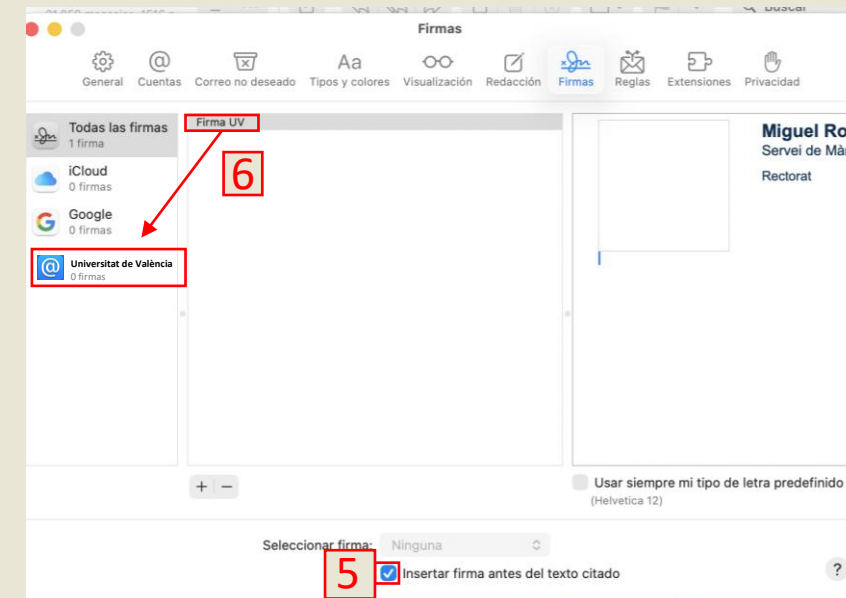 Buscar
Firmas
General Cuentas Correo no deseado Tipos y colores Visualización Redacción Firmas Reglas Extensiones Privacidad
Todas las firmas
1 firma
iCloud
0 firmas
Google
0 firmas
Universitat de València
0 firmas
Firma UV
6
Miguel Ro
Servei de Mà
Rectorat
+ −
Usar siempre mi tipo de letra predefinido
(Helvetica 12)
Seleccionar firma: Ninguna
5
Insertar firma antes del texto citado
?